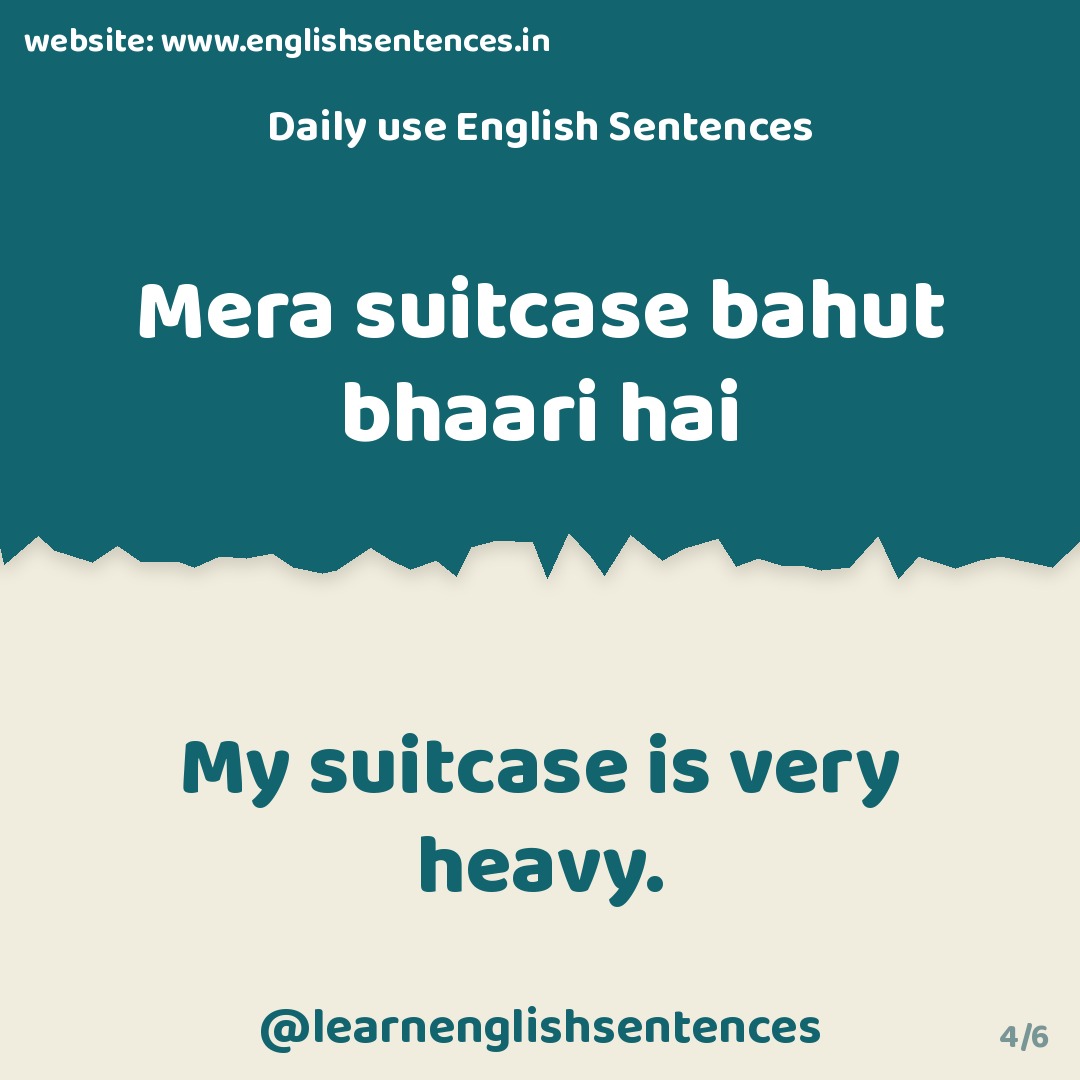 website: www.englishsentences.in
Daily use English Sentences
Mera suitcase bahut
bhaari hai
My suitcase is very
heavy.
@learnenglishsentences
4/6